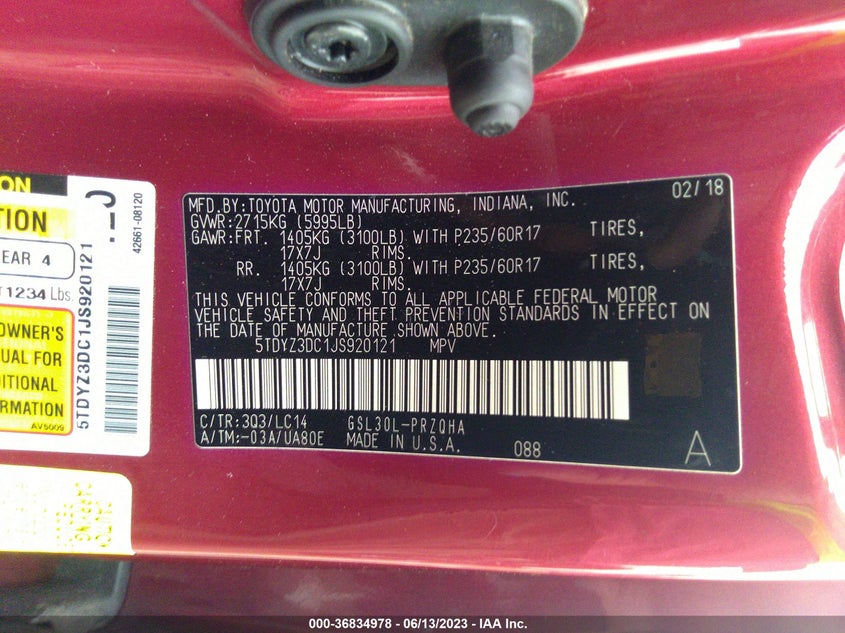 MFD.BY:TOYOTA MOTOR MANUFACTURING, INDIANA, INC. 02/18
GVWR:2715KG (5995LB)
GAWR:FRT. 1405KG (3100LB) WITH P235/60R17 TIRES,
17X7J RIMS.
RR. 1405KG (3100LB) WITH P235/60R17 TIRES,
17X7J RIMS.
THIS VEHICLE CONFORMS TO ALL APPLICABLE FEDERAL MOTOR
VEHICLE SAFETY AND THEFT PREVENTION STANDARDS IN EFFECT ON
THE DATE OF MANUFACTURE SHOWN ABOVE.
5TDYZ3DC1JS920121 MPV
C/TR:3Q3/LC14 GSL30L-PRZQHA
A/TM:-03A/UA80E MADE IN U.S.A. 088 A
ON
TION
EAR 4
1234 Lbs.
OWNER'S
UAL FOR
DITIONAL
ORMATION
AV5009
5TDYZ3DC1JS920121
42661-08120
000-36834978 - 06/13/2023 - IAA Inc.